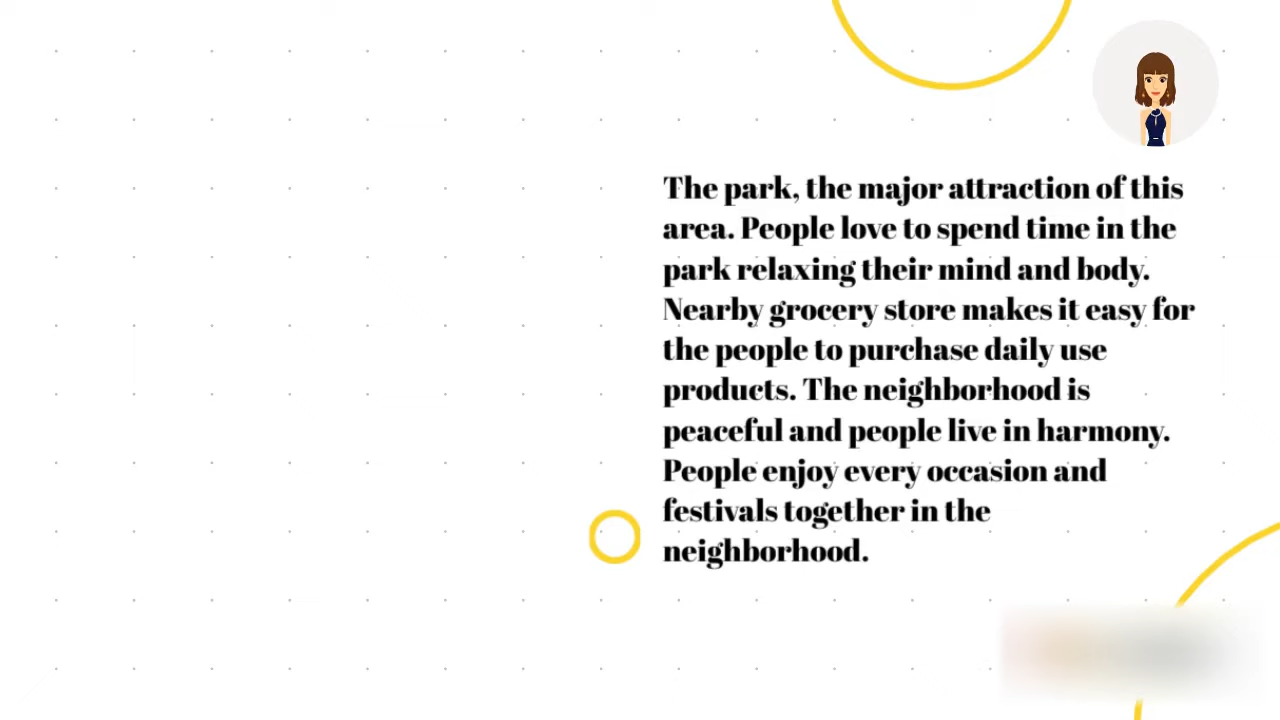 The park, the major attraction of this
area. People love to spend time in the
park relaxing their mind and body.
Nearby grocery store makes it easy for
the people to purchase daily use
products. The neighborhood is
peaceful and people live in harmony.
People enjoy every occasion and
festivals together in the
neighborhood.